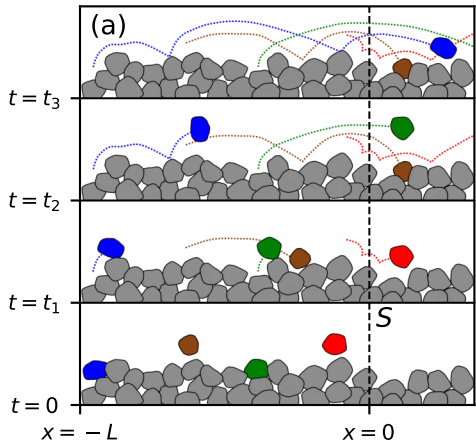 (a)
t = t₃
t = t₂
t = t₁
S
t = 0
x = −L
x = 0